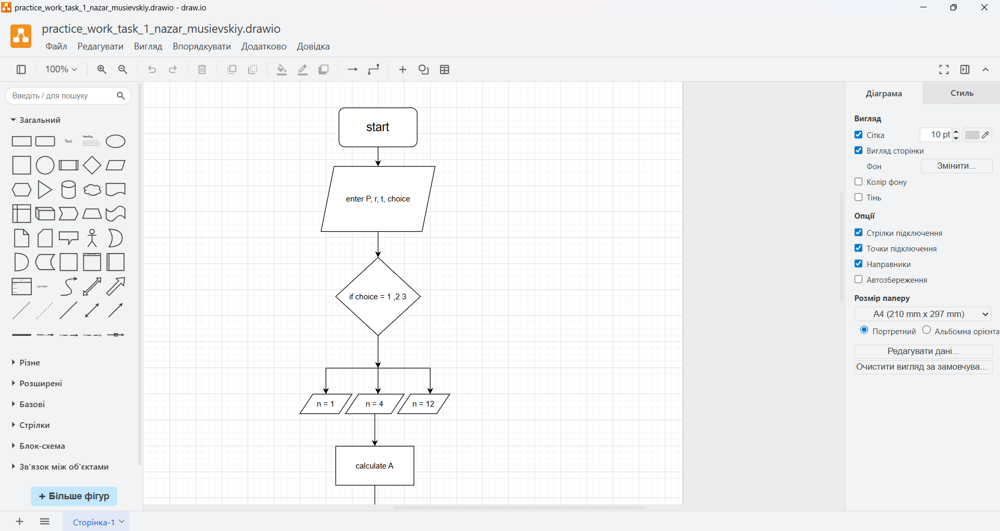 practice_work_task_1_nazar_musievskiy.drawio - draw.io
practice_work_task_1_nazar_musievskiy.drawio
Файл Редагувати Вигляд Впорядкувати Додатково Довідка
100%
Введіть / для пошуку
Загальний
Text
Heading
List Item
Різне
Розширені
Базові
Стрілки
Блок-схема
Зв'язок між об'єктами
+ Більше фігур
start
enter P, r, t, choice
if choice = 1 ,2 3
n = 1
n = 4
n = 12
calculate A
Діаграма Стиль
Вигляд
Сітка 10 pt
Вигляд сторінки
Фон Змінити...
Колір фону
Тінь
Опції
Стрілки підключення
Точки підключення
Направники
Автозбереження
Розмір паперу
A4 (210 mm x 297 mm)
Портретний Альбомна орієнта
Редагувати дані...
Очистити вигляд за замовчува...
Сторінка-1